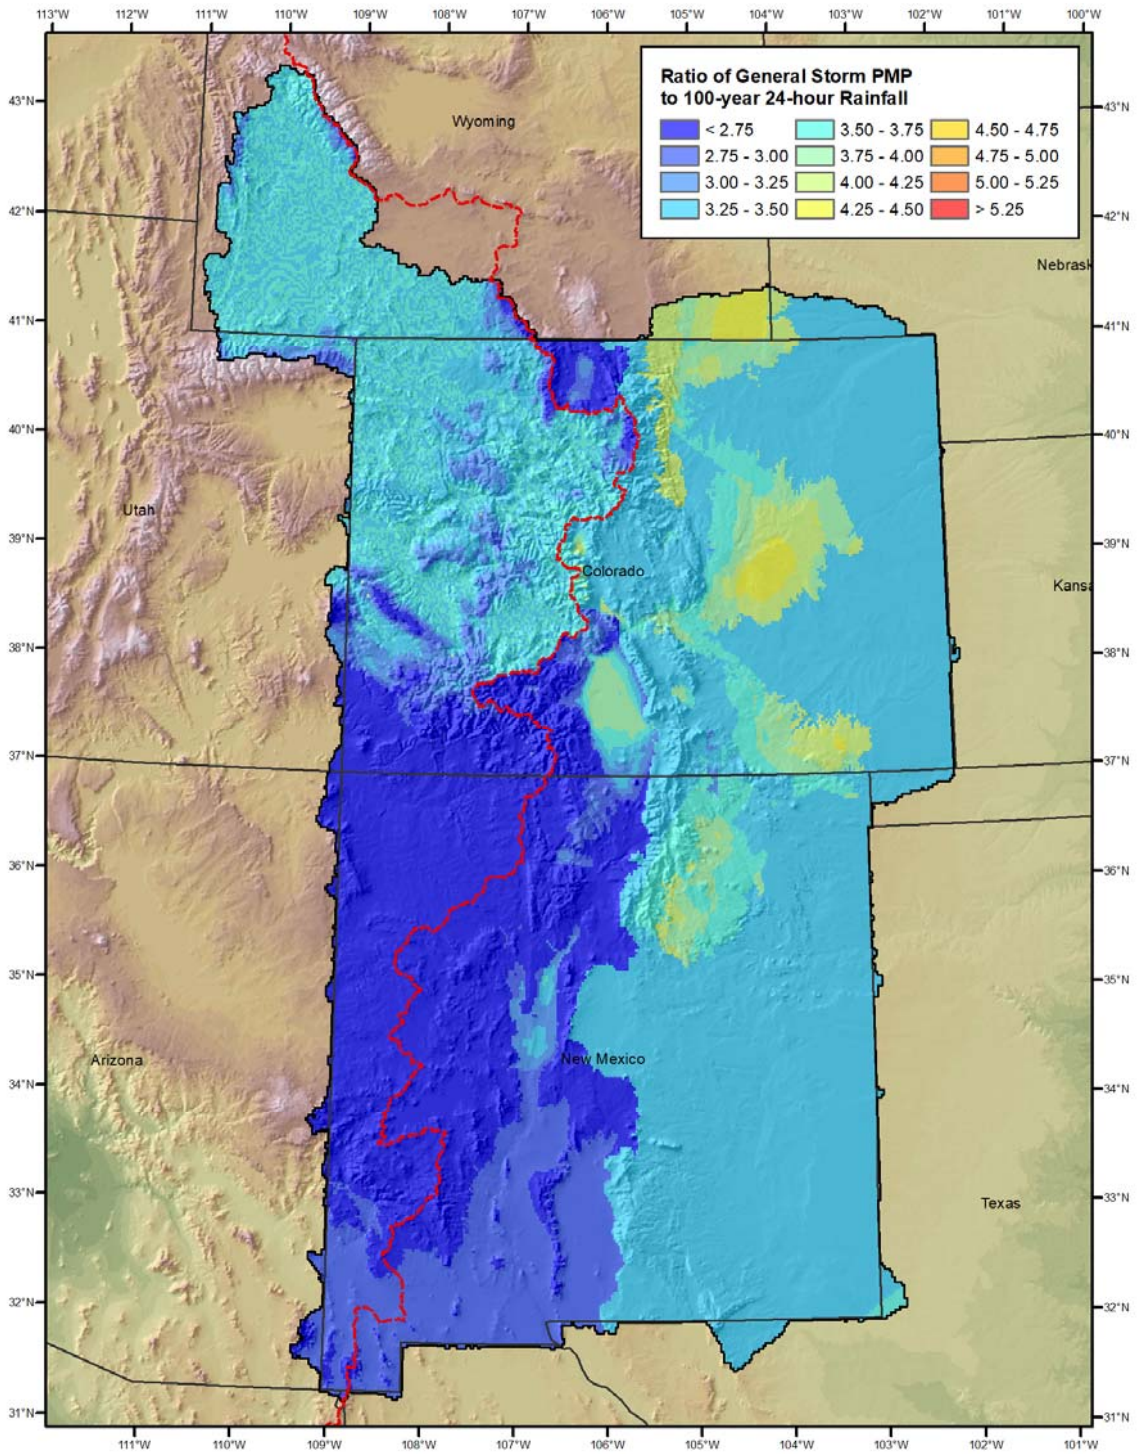 113°W 112°W 111°W 110°W 109°W 108°W 107°W 106°W 105°W 104°W 103°W 102°W 101°W 100°W
Ratio of General Storm PMP
to 100-year 24-hour Rainfall
< 2.75 3.50 - 3.75 4.50 - 4.75
2.75 - 3.00 3.75 - 4.00 4.75 - 5.00
3.00 - 3.25 4.00 - 4.25 5.00 - 5.25
3.25 - 3.50 4.25 - 4.50 > 5.25
43°N 43°N
Wyoming
42°N 42°N
Nebrask
41°N 41°N
40°N 40°N
Utah
39°N 39°N
Colorado
Kansa
38°N 38°N
37°N 37°N
36°N 36°N
35°N 35°N
Arizona
New Mexico
34°N 34°N
33°N 33°N
Texas
32°N 32°N
31°N 31°N
111°W 110°W 109°W 108°W 107°W 106°W 105°W 104°W 103°W 102°W 101°W